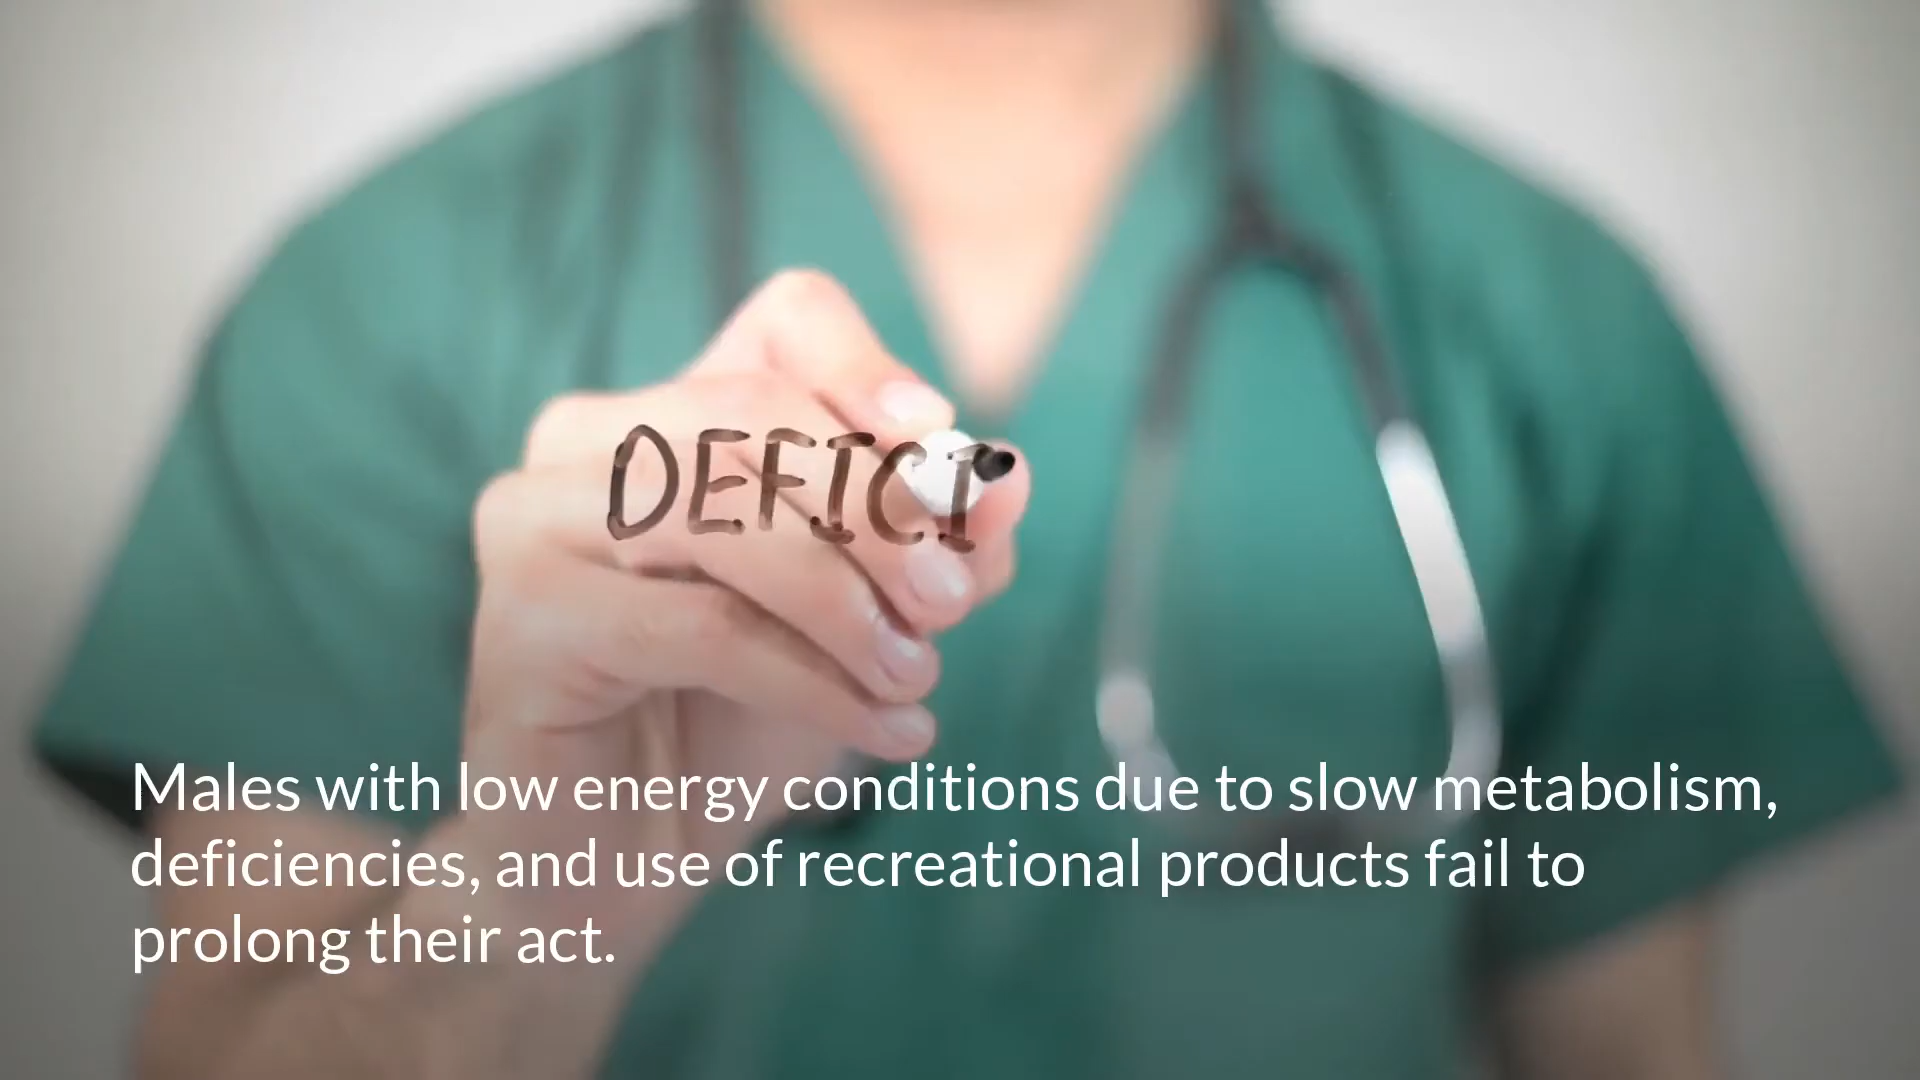 DEFICI
Males with low energy conditions due to slow metabolism,
deficiencies, and use of recreational products fail to
prolong their act.